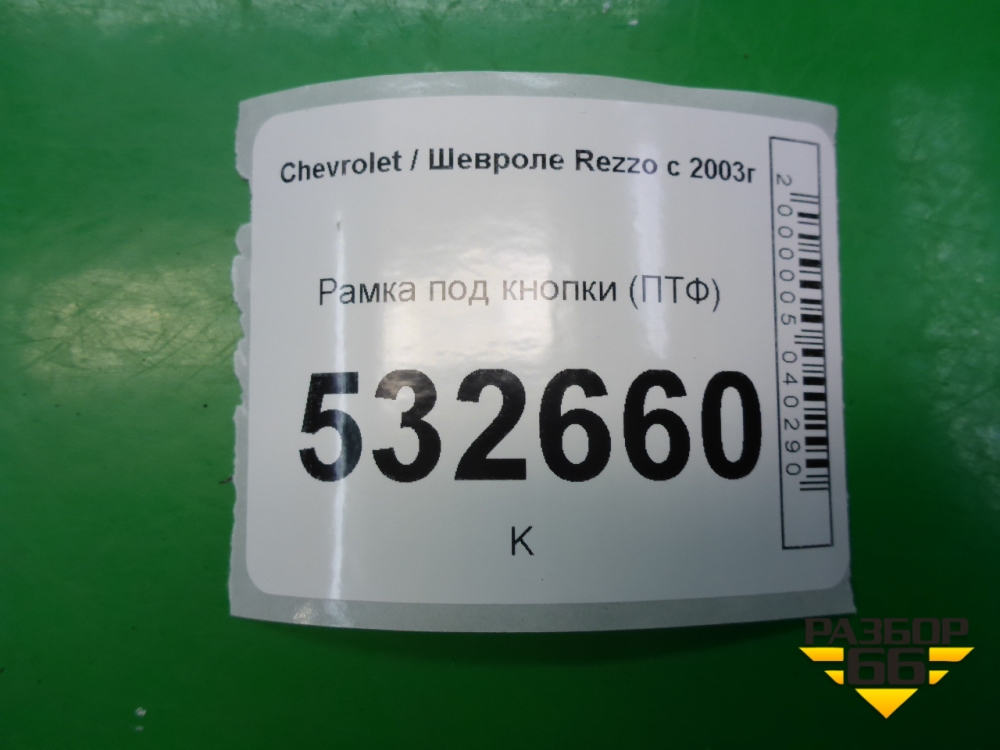 Chevrolet / Шевроле Rezzo с 2003г
Рамка под кнопки (ПТФ)
532660
К
2000005040290
РАЗБОР
66